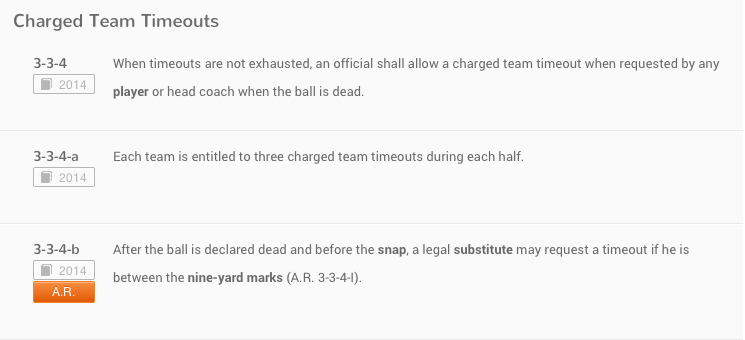 Charged Team Timeouts
3-3-4
2014
When timeouts are not exhausted, an official shall allow a charged team timeout when requested by any
player or head coach when the ball is dead.
3-3-4-a
2014
Each team is entitled to three charged team timeouts during each half.
3-3-4-b
2014
A.R.
After the ball is declared dead and before the snap, a legal substitute may request a timeout if he is
between the nine-yard marks (A.R. 3-3-4-I).